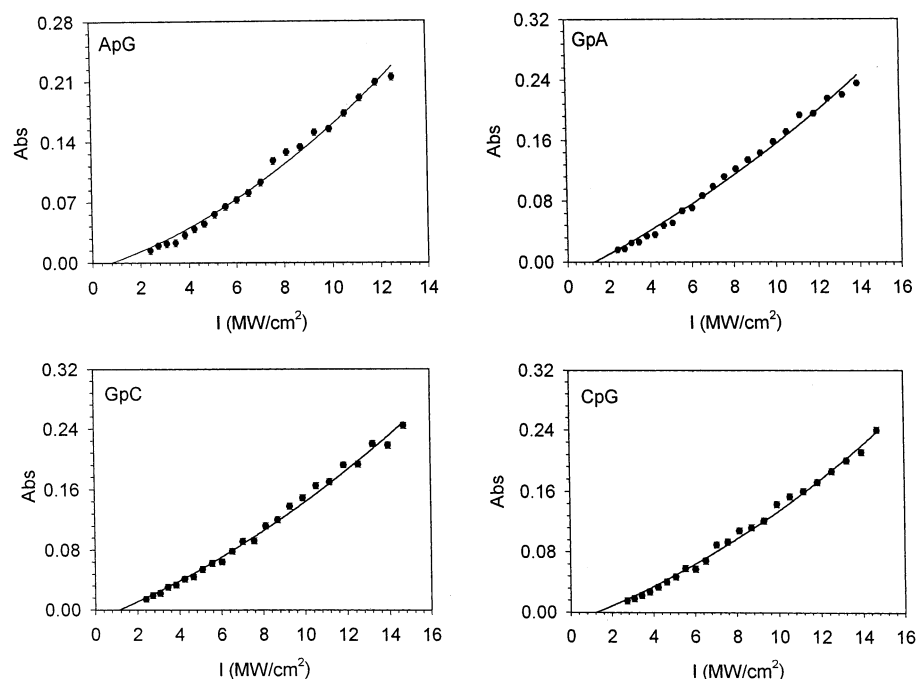 0.28
ApG
0.21
0.14
0.07
0.00
Abs
0 2 4 6 8 10 12 14
I (MW/cm²)
0.32
GpA
0.24
0.16
0.08
0.00
Abs
0 2 4 6 8 10 12 14 16
I (MW/cm²)
0.32
GpC
0.24
0.16
0.08
0.00
Abs
0 2 4 6 8 10 12 14 16
I (MW/cm²)
0.32
CpG
0.24
0.16
0.08
0.00
Abs
0 2 4 6 8 10 12 14 16
I (MW/cm²)